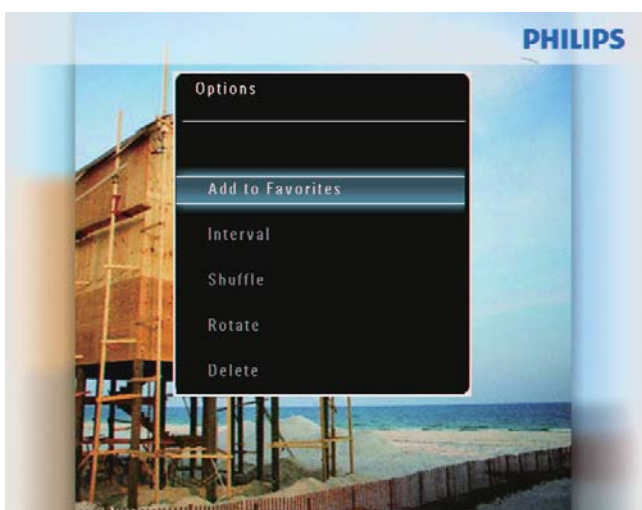 PHILIPS
Options
Add to Favorites
Interval
Shuffle
Rotate
Delete